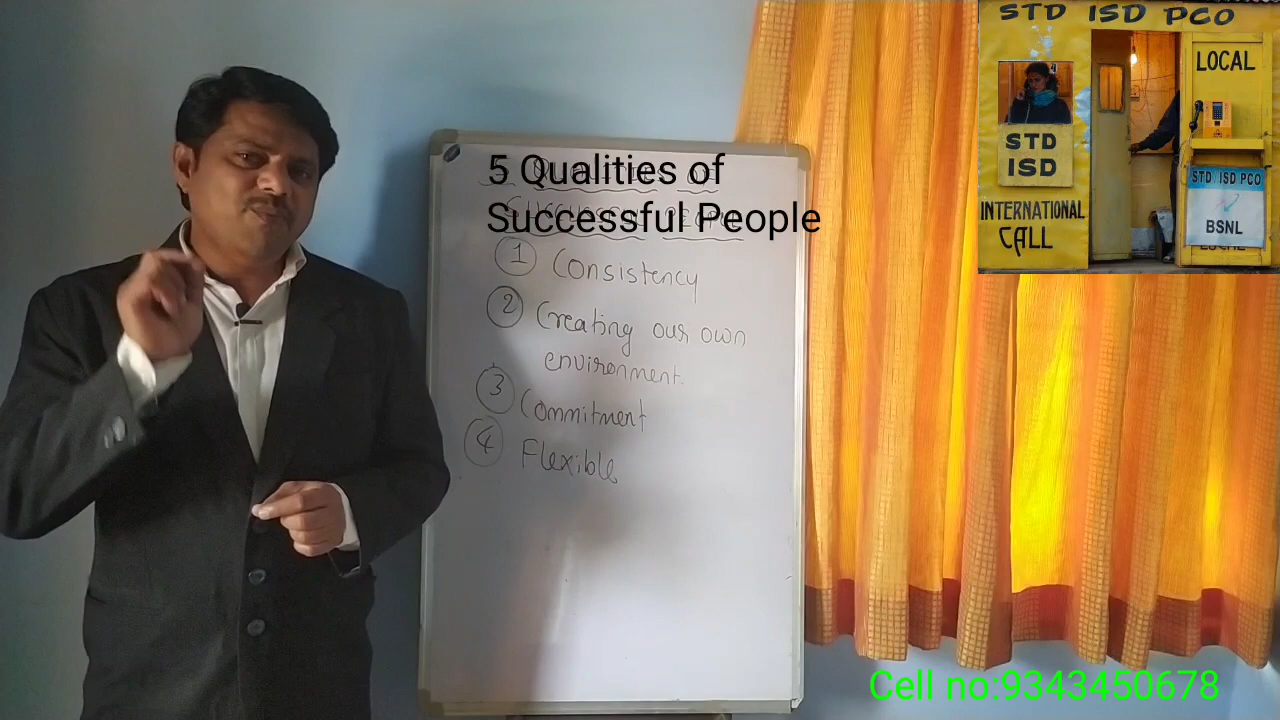 5 Qualities of
Successful People
1 Consistency
2 Creating our own
environment.
3 Commitment
4 Flexible
STD ISD PCO
LOCAL
STD
ISD
INTERNATIONAL
CALL
STD ISD PCO
BSNL
LOCAL
Cell no:9343450678